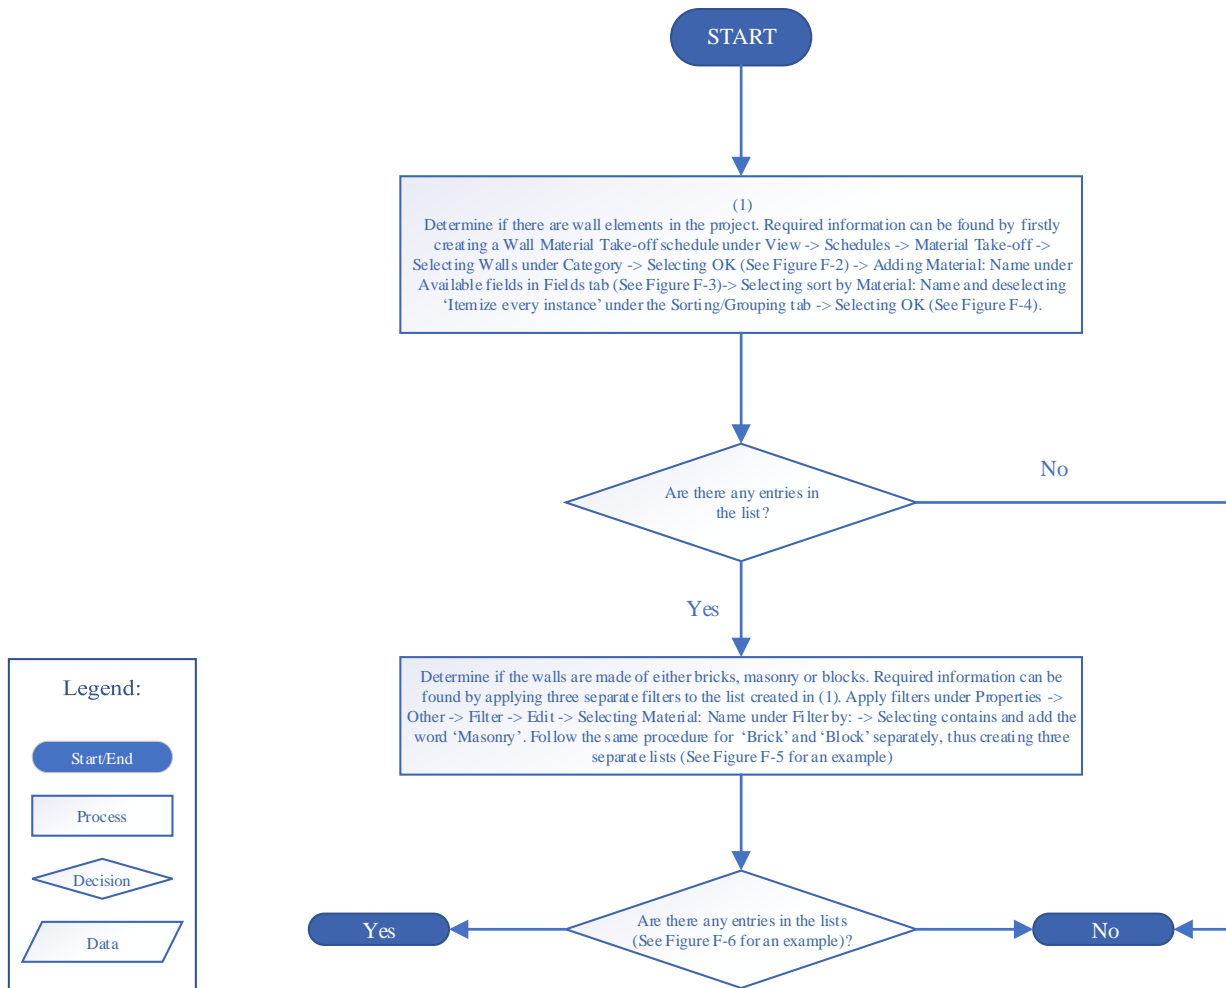 START
(1)
Determine if there are wall elements in the project. Required information can be found by firstly
creating a Wall Material Take-off schedule under View -> Schedules -> Material Take-off ->
Selecting Walls under Category -> Selecting OK (See Figure F-2) -> Adding Material: Name under
Available fields in Fields tab (See Figure F-3)-> Selecting sort by Material: Name and deselecting
‘Itemize every instance’ under the Sorting/Grouping tab -> Selecting OK (See Figure F-4).
Are there any entries in
the list?
No
Yes
Determine if the walls are made of either bricks, masonry or blocks. Required information can be
found by applying three separate filters to the list created in (1). Apply filters under Properties ->
Other -> Filter -> Edit -> Selecting Material: Name under Filter by: -> Selecting contains and add the
word ‘Masonry’. Follow the same procedure for ‘Brick’ and ‘Block’ separately, thus creating three
separate lists (See Figure F-5 for an example)
Are there any entries in the lists
(See Figure F-6 for an example)?
Yes
No
Legend:
Start/End
Process
Decision
Data